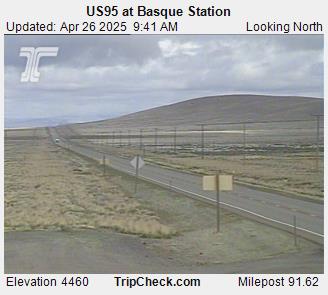 US95 at Basque Station
Updated: Apr 26 2025 9:41 AM Looking North
Elevation 4460 TripCheck.com Milepost 91.62